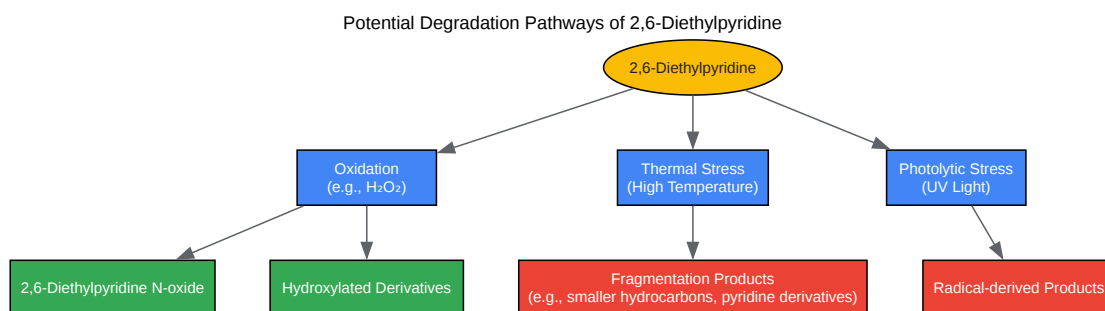 Potential Degradation Pathways of 2,6-Diethylpyridine
2,6-Diethylpyridine
Oxidation
(e.g., H₂O₂)
Thermal Stress
(High Temperature)
Photolytic Stress
(UV Light)
2,6-Diethylpyridine N-oxide
Hydroxylated Derivatives
Fragmentation Products
(e.g., smaller hydrocarbons, pyridine derivatives)
Radical-derived Products